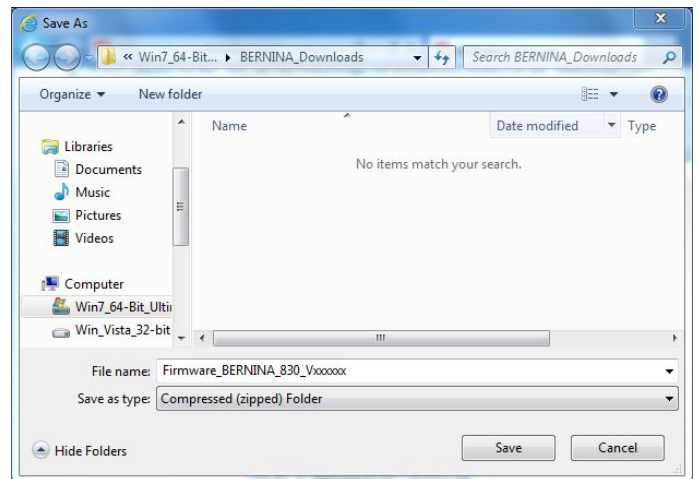 Save As
« Win7_64-Bit... ▸ BERNINA_Downloads Search BERNINA_Downloads
Organize New folder
Name Date modified Type
No items match your search.
Libraries
Documents
Music
Pictures
Videos
Computer
Win7_64-Bit_Ulti
Win_Vista_32-bit
File name: Firmware_BERNINA_830_Vxxxxxx
Save as type: Compressed (zipped) Folder
Hide Folders Save Cancel